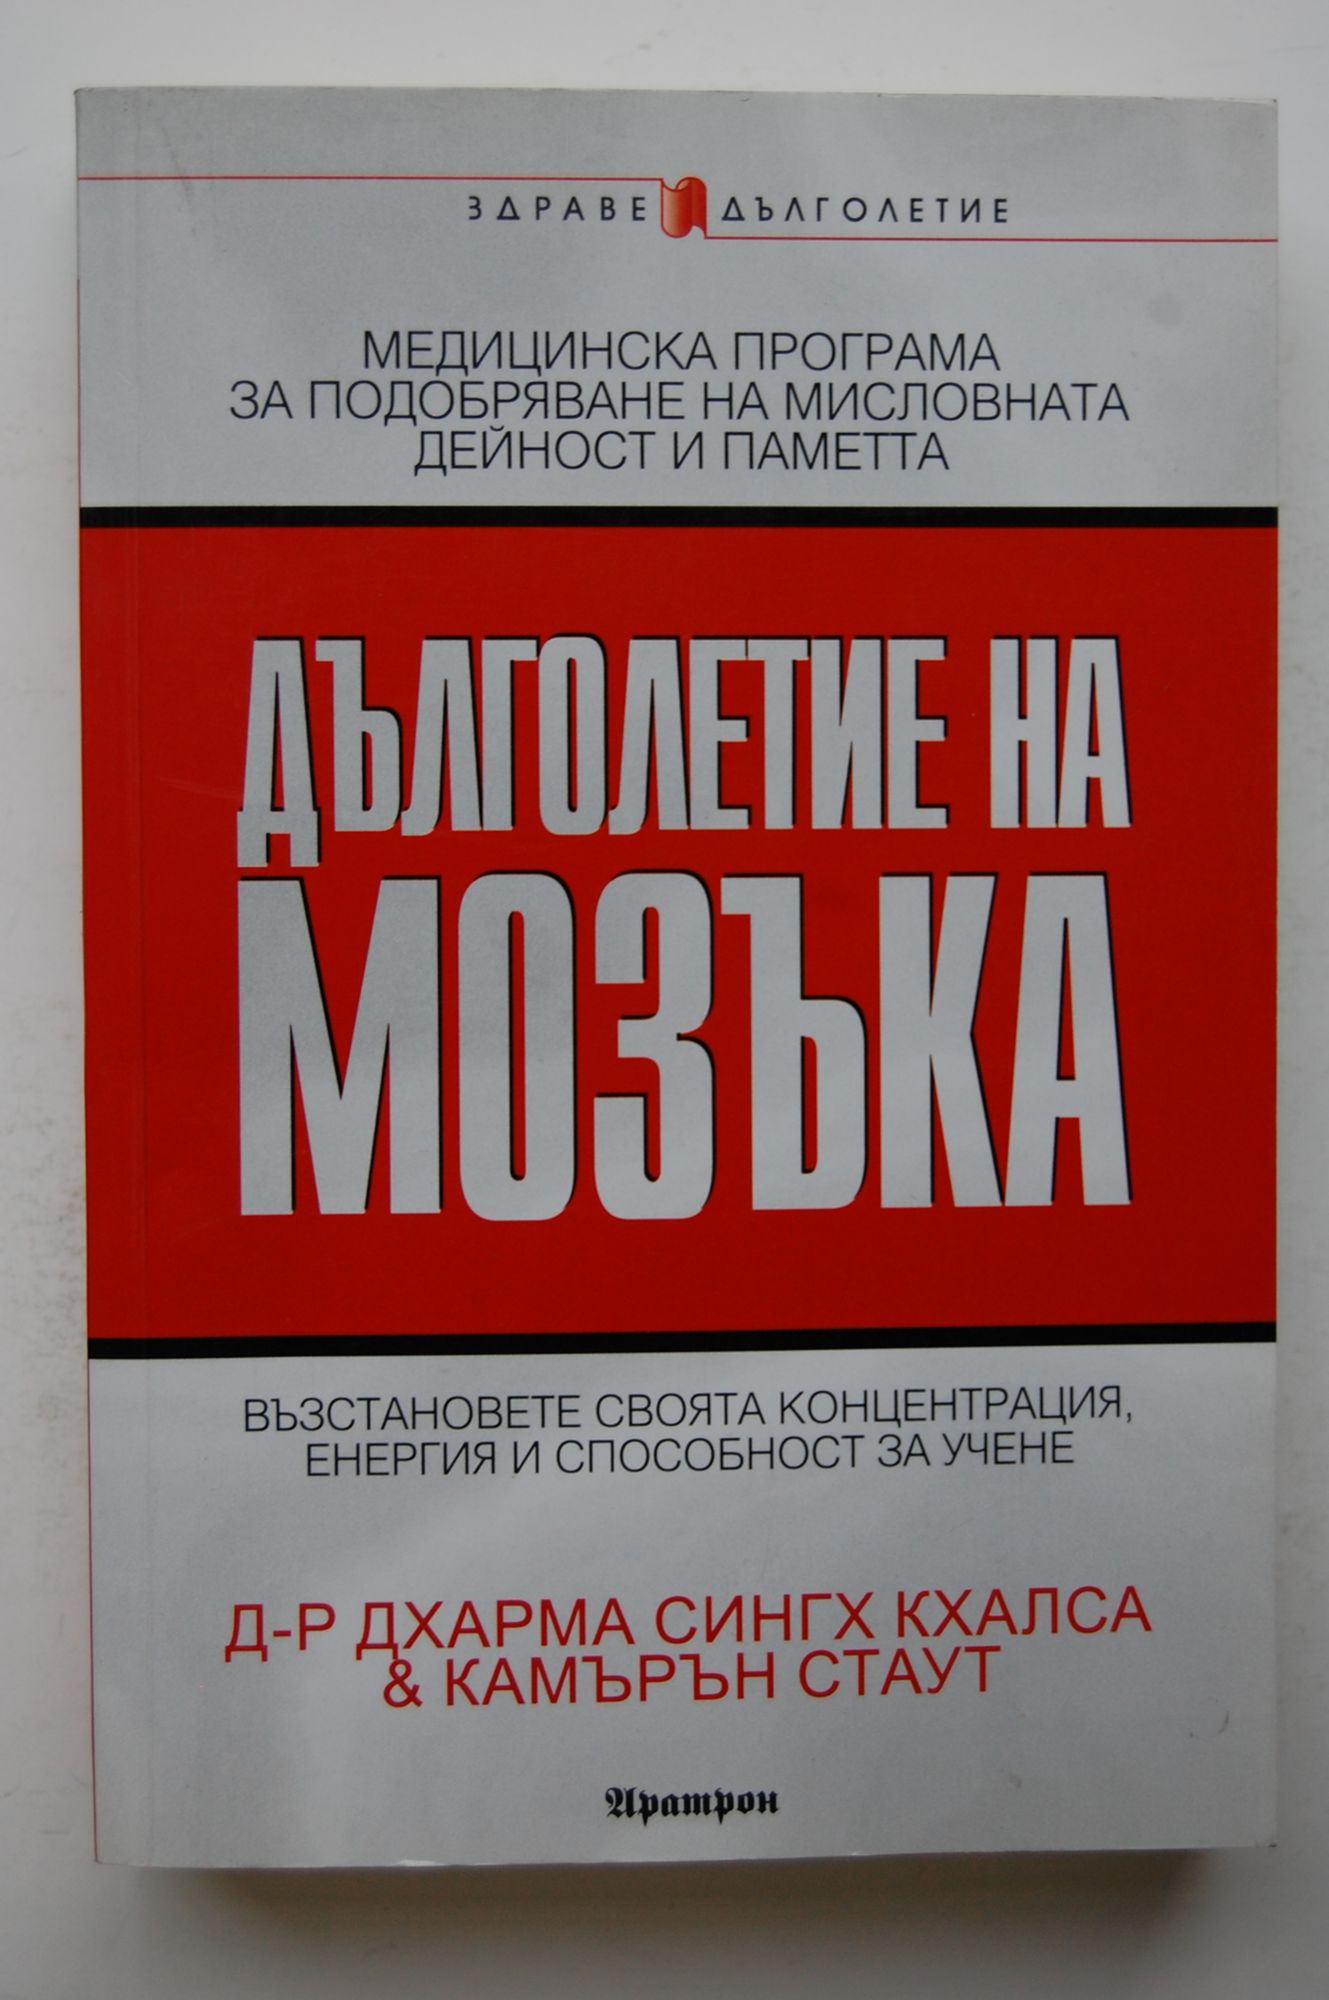 ЗДРАВЕ ДЪЛГОЛЕТИЕ
МЕДИЦИНСКА ПРОГРАМА
ЗА ПОДОБРЯВАНЕ НА МИСЛОВНАТА
ДЕЙНОСТ И ПАМЕТТА
ДЪЛГОЛЕТИЕ НА
МОЗЪКА
ВЪЗСТАНОВЕТЕ СВОЯТА КОНЦЕНТРАЦИЯ,
ЕНЕРГИЯ И СПОСОБНОСТ ЗА УЧЕНЕ
Д-Р ДХАРМА СИНГХ КХАЛСА
& КАМЪРЪН СТАУТ
Аратрон